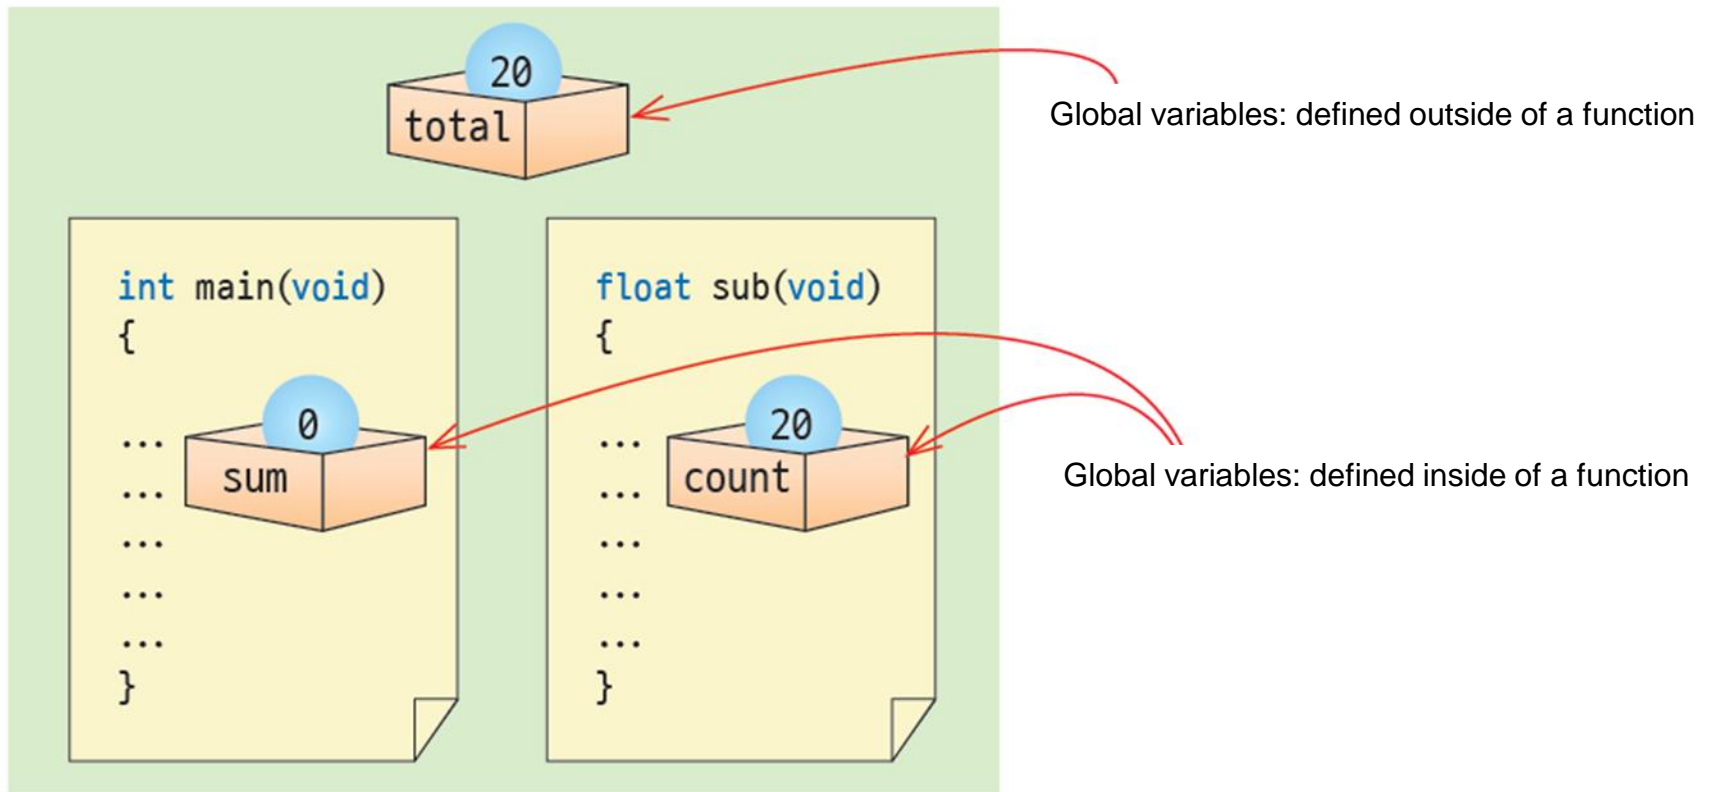 20
total
Global variables: defined outside of a function
int main(void)
{
0
...
sum
...
...
...
...
}
float sub(void)
{
20
...
count
...
...
...
...
}
Global variables: defined inside of a function